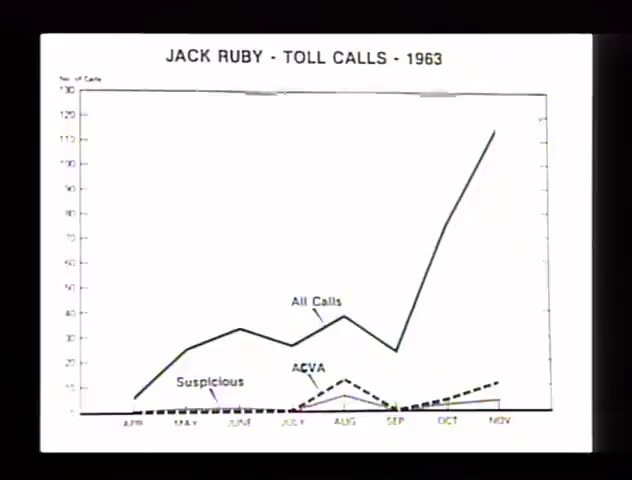 JACK RUBY - TOLL CALLS - 1963
No. of Calls
130
120
110
100
90
80
70
60
50
40
30
20
10
All Calls
ACVA
Suspicious
APR MAY JUNE JULY AUG SEP OCT NOV